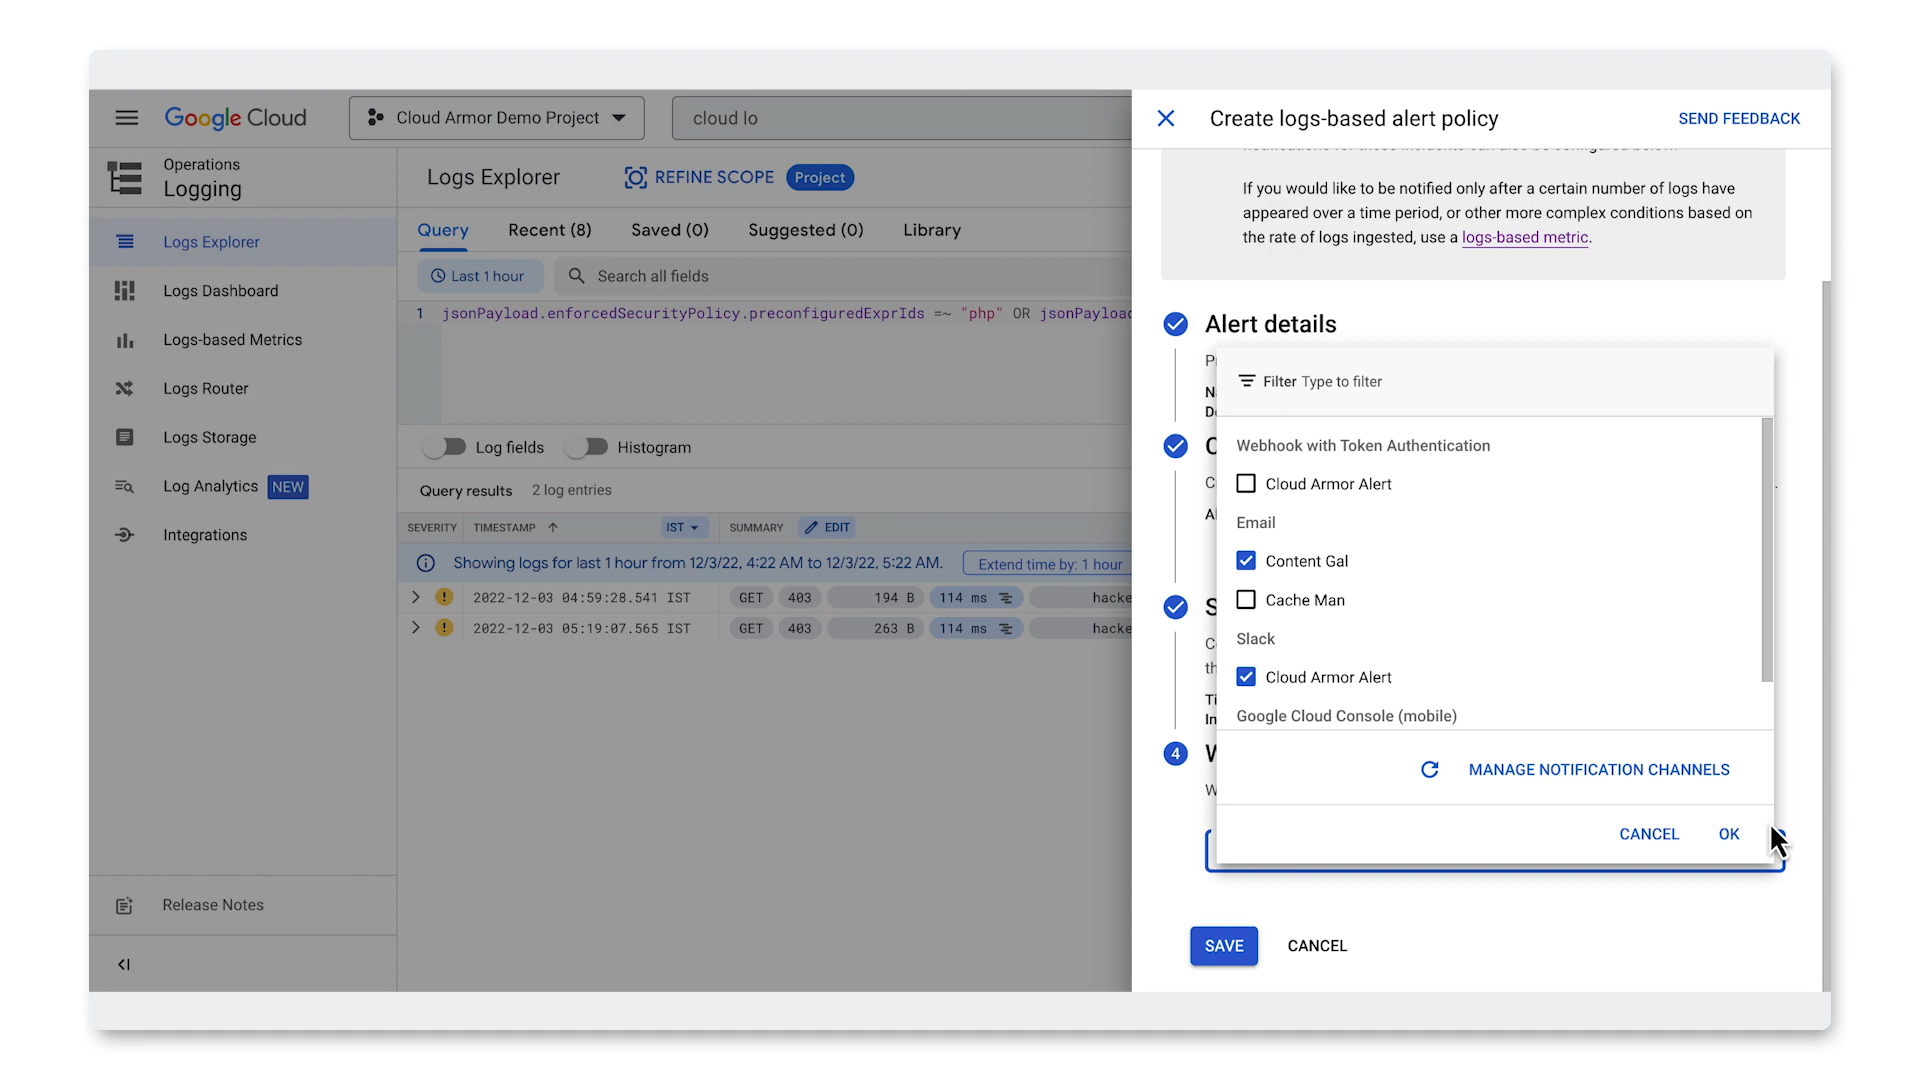 Google Cloud
Cloud Armor Demo Project
cloud lo
Operations
Logging
Logs Explorer
Logs Dashboard
Logs-based Metrics
Logs Router
Logs Storage
Log Analytics NEW
Integrations
Release Notes
Logs Explorer
REFINE SCOPE
Project
Query
Recent (8)
Saved (0)
Suggested (0)
Library
Last 1 hour
Search all fields
1 jsonPayload.enforcedSecurityPolicy.preconfiguredExprIds =~ "php" OR jsonPayload
Log fields
Histogram
Query results
2 log entries
SEVERITY
TIMESTAMP
IST
SUMMARY
EDIT
Showing logs for last 1 hour from 12/3/22, 4:22 AM to 12/3/22, 5:22 AM.
Extend time by: 1 hour
2022-12-03 04:59:28.541 IST GET 403 194 B 114 ms hacke
2022-12-03 05:19:07.565 IST GET 403 263 B 114 ms hacke
Create logs-based alert policy
SEND FEEDBACK
If you would like to be notified only after a certain number of logs have
appeared over a time period, or other more complex conditions based on
the rate of logs ingested, use a logs-based metric.
Alert details
Filter Type to filter
Webhook with Token Authentication
Cloud Armor Alert
Email
Content Gal
Cache Man
Slack
Cloud Armor Alert
Google Cloud Console (mobile)
4
MANAGE NOTIFICATION CHANNELS
CANCEL
OK
SAVE
CANCEL